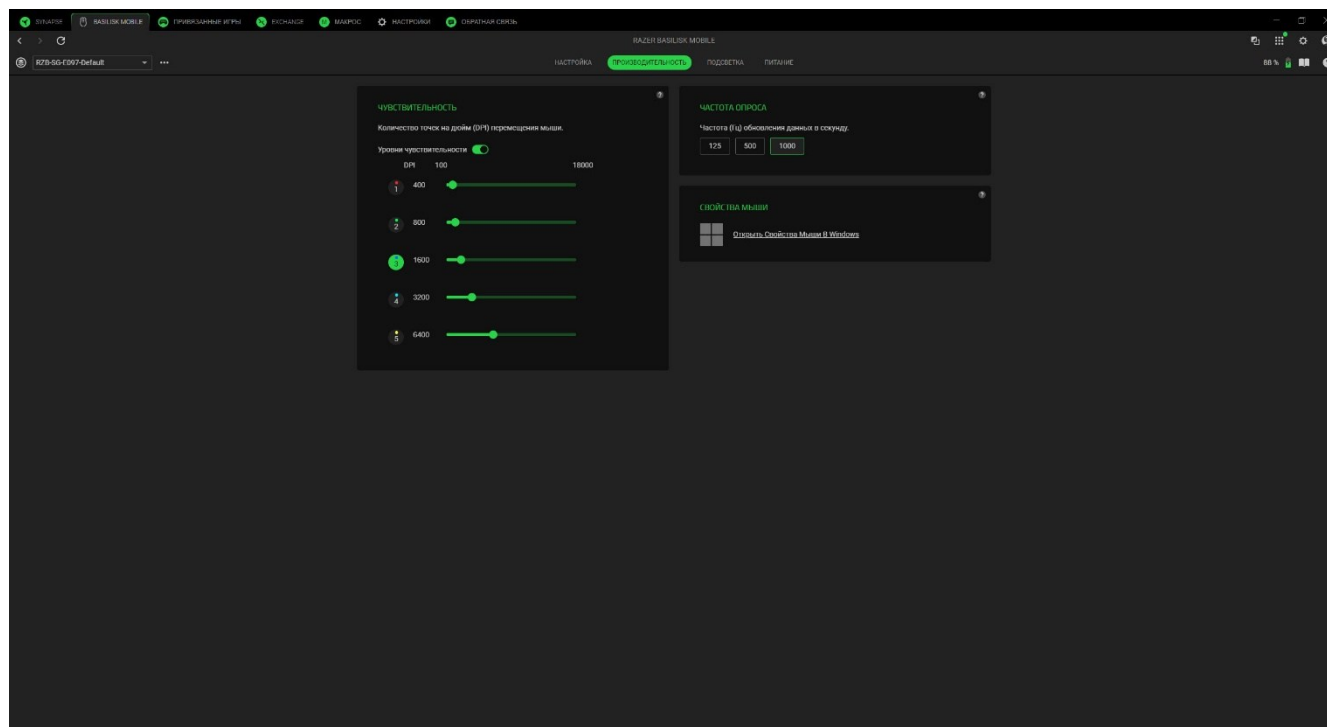 SYNAPSE BASILISK MOBILE ПРИВЯЗАННЫЕ ИГРЫ EXCHANGE МАКРОС НАСТРОЙКИ ОБРАТНАЯ СВЯЗЬ
RAZER BASILISK MOBILE
RZB-SG-E097-Default НАСТРОЙКА ПРОИЗВОДИТЕЛЬНОСТЬ ПОДСВЕТКА ПИТАНИЕ 88 %
ЧУВСТВИТЕЛЬНОСТЬ
Количество точек на дюйм (DPI) перемещения мыши.
Уровни чувствительности
DPI 100 18000
1 400
2 800
3 1600
4 3200
5 6400
ЧАСТОТА ОПРОСА
Частота (Гц) обновления данных в секунду.
125 500 1000
СВОЙСТВА МЫШИ
Открыть Свойства Мыши В Windows